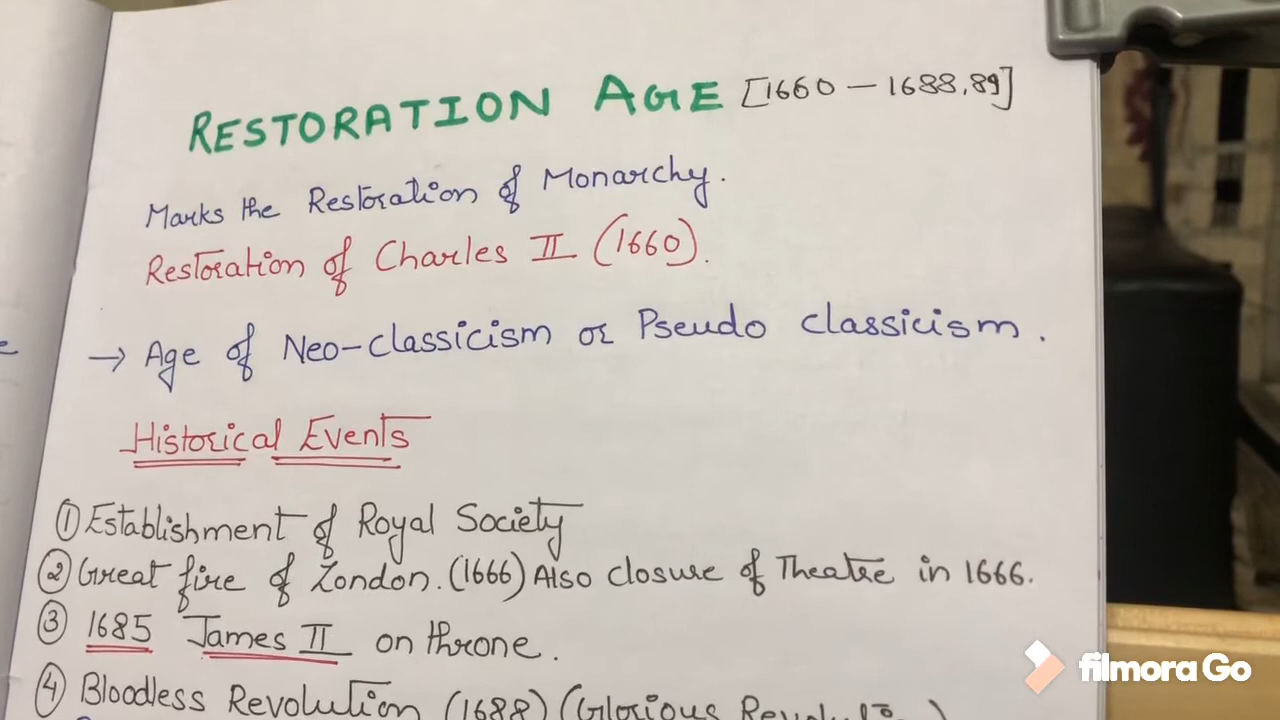 RESTORATION AGE [1660 – 1688,89]
Marks the Restoration of Monarchy.
Restoration of Charles II (1660).
→ Age of Neo-classicism or Pseudo classicism.
Historical Events
① Establishment of Royal Society
② Great fire of London. (1666) Also closure of Theatre in 1666.
③ 1685 James II on throne.
④ Bloodless Revolution (1688) (Glorious Revolution)
filmora Go